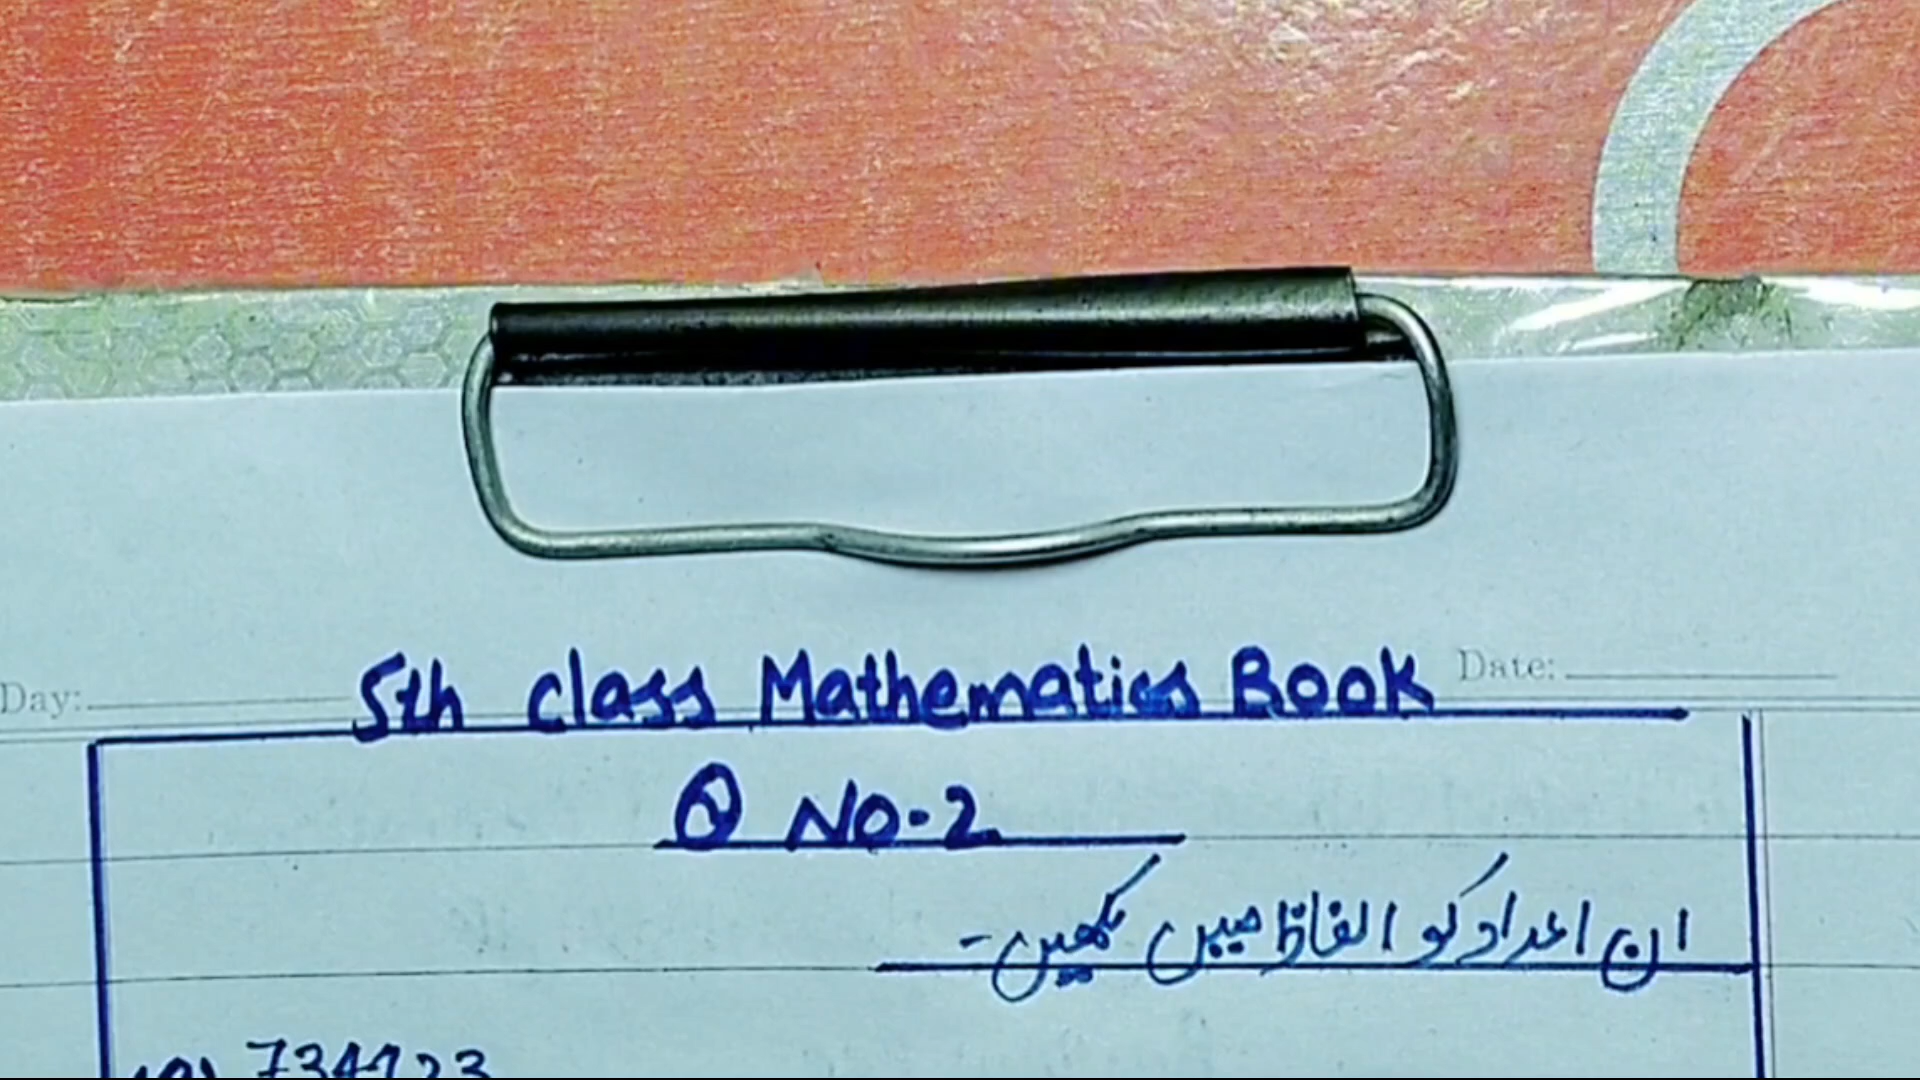 Day: 5th class Mathematics Book Date:
Q No-2
ان اعداد کو الفاظ میں لکھیں۔